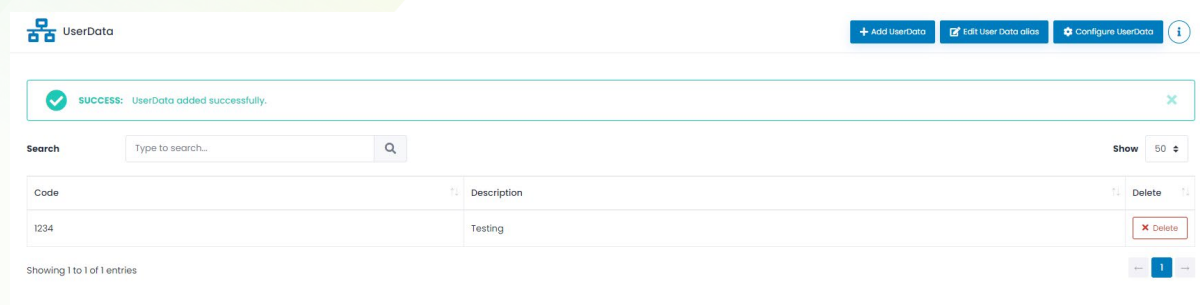 UserData
+ Add UserData Edit User Data alias Configure UserData i
SUCCESS: UserData added successfully.
Search Type to search... Show 50
Code Description Delete
1234 Testing × Delete
Showing 1 to 1 of 1 entries ← 1 →